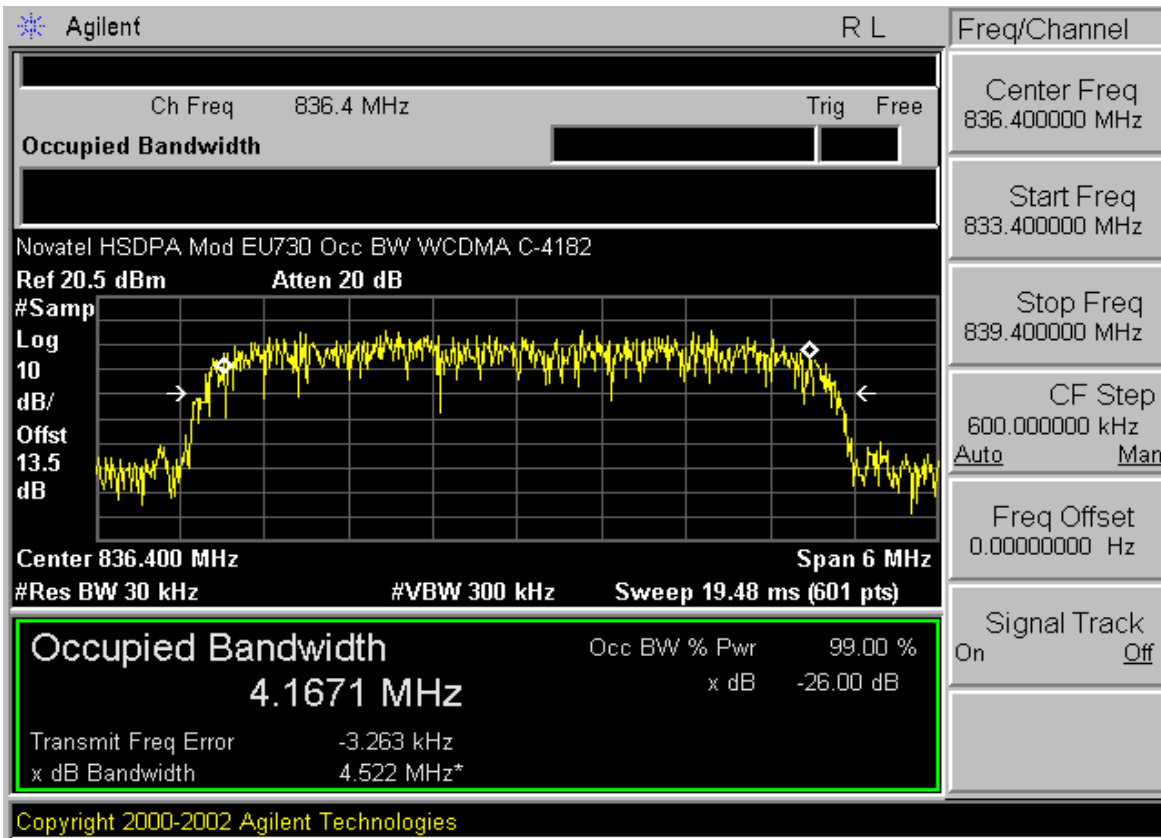 Agilent R L
Ch Freq 836.4 MHz Trig Free
Occupied Bandwidth
Novatel HSDPA Mod EU730 Occ BW WCDMA C-4182
Ref 20.5 dBm Atten 20 dB
#Samp
Log
10
dB/
Offst
13.5
dB
Center 836.400 MHz Span 6 MHz
#Res BW 30 kHz #VBW 300 kHz Sweep 19.48 ms (601 pts)
Occupied Bandwidth Occ BW % Pwr 99.00 %
4.1671 MHz x dB -26.00 dB
Transmit Freq Error -3.263 kHz
x dB Bandwidth 4.522 MHz*
Copyright 2000-2002 Agilent Technologies
Freq/Channel
Center Freq
836.400000 MHz
Start Freq
833.400000 MHz
Stop Freq
839.400000 MHz
CF Step
600.000000 kHz
Auto Man
Freq Offset
0.00000000 Hz
Signal Track
On Off